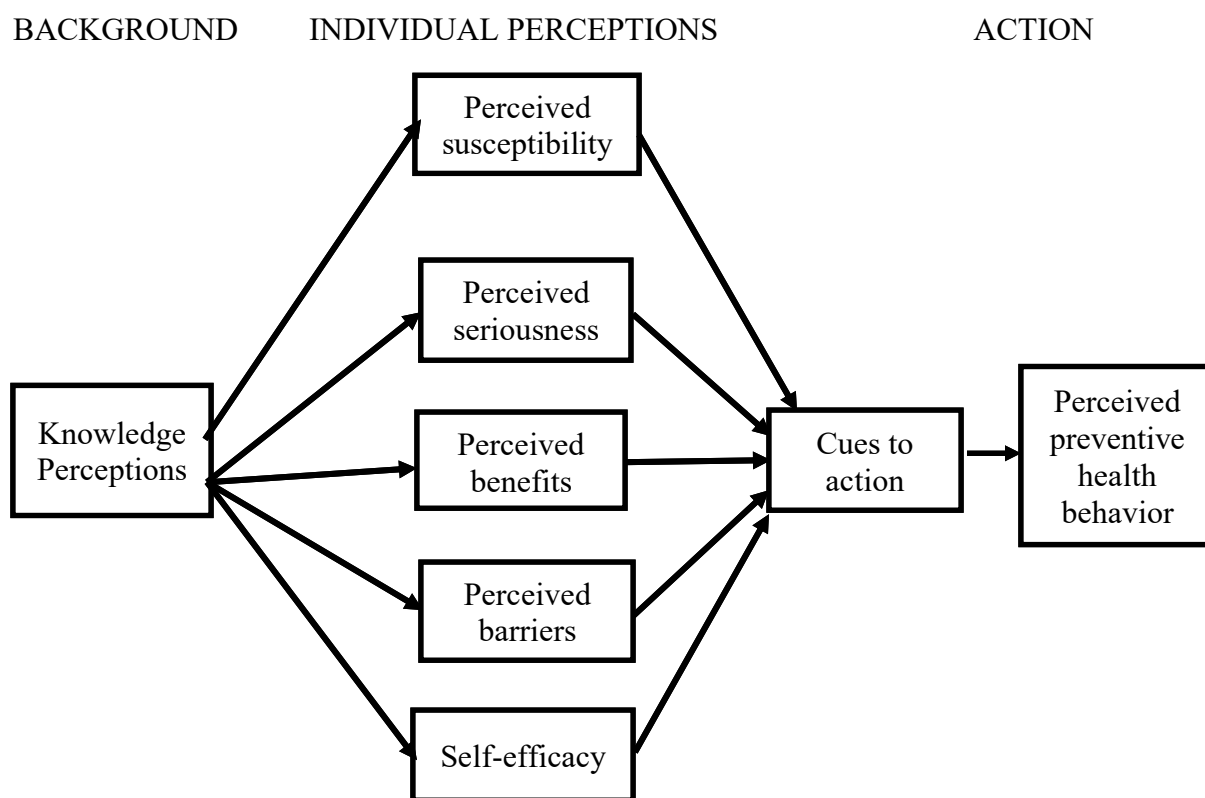 BACKGROUND
INDIVIDUAL PERCEPTIONS
ACTION
Perceived
susceptibility
Perceived
seriousness
Knowledge
Perceptions
Perceived
benefits
Perceived
barriers
Self-efficacy
Cues to
action
Perceived
preventive
health
behavior